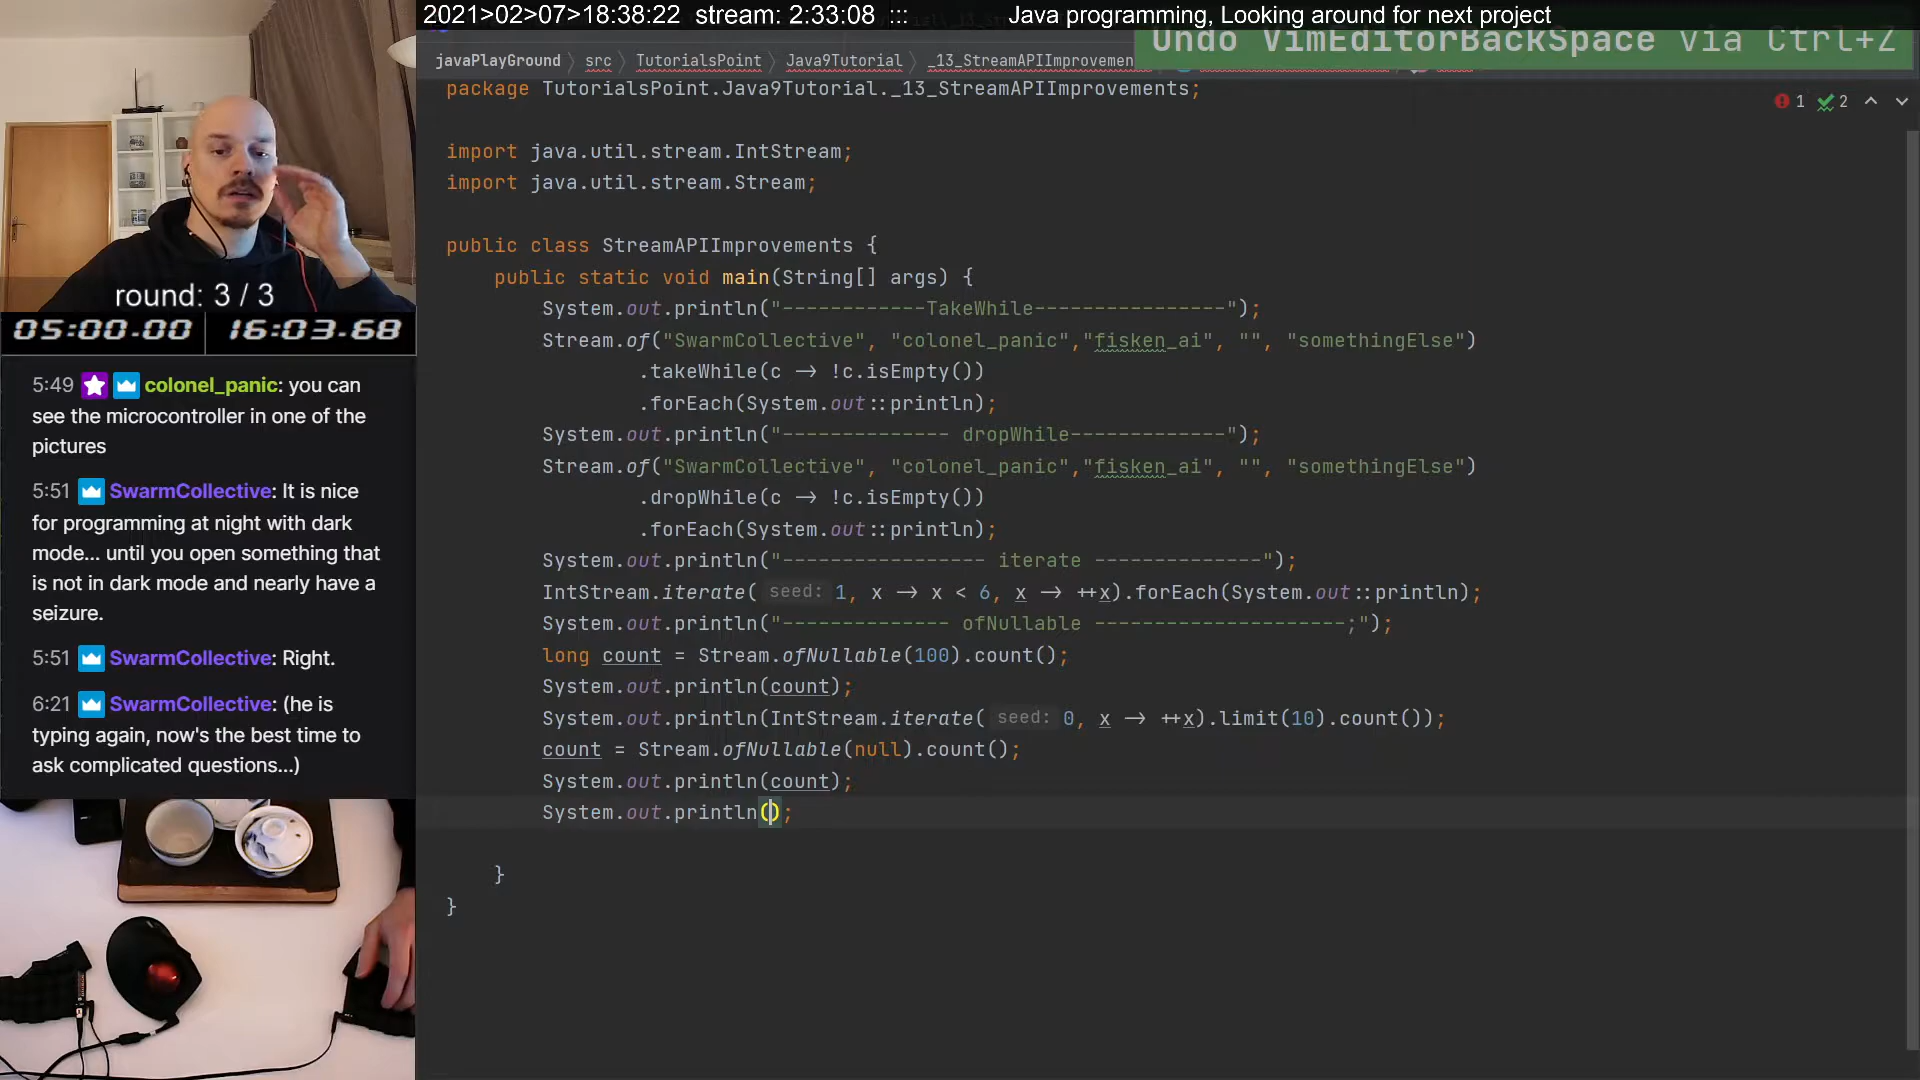 2021>02>07>18:38:22 stream: 2:33:08 ::: Java programming, Looking around for next project
Undo VimEditorBackSpace via Ctrl+Z
javaPlayGround src TutorialsPoint Java9Tutorial _13_StreamAPIImprovemen
1 2
package TutorialsPoint.Java9Tutorial._13_StreamAPIImprovements;
import java.util.stream.IntStream;
import java.util.stream.Stream;
public class StreamAPIImprovements {
public static void main(String[] args) {
System.out.println("------------TakeWhile----------------");
Stream.of("SwarmCollective", "colonel_panic","fisken_ai", "", "somethingElse")
.takeWhile(c → !c.isEmpty())
.forEach(System.out::println);
System.out.println("-------------- dropWhile-------------");
Stream.of("SwarmCollective", "colonel_panic","fisken_ai", "", "somethingElse")
.dropWhile(c → !c.isEmpty())
.forEach(System.out::println);
System.out.println("----------------- iterate --------------");
IntStream.iterate( seed: 1, x → x < 6, x → ++x).forEach(System.out::println);
System.out.println("-------------- ofNullable ---------------------;");
long count = Stream.ofNullable(100).count();
System.out.println(count);
System.out.println(IntStream.iterate( seed: 0, x → ++x).limit(10).count());
count = Stream.ofNullable(null).count();
System.out.println(count);
System.out.println();
}
}
round: 3 / 3
05:00.00 16:03.68
5:49 colonel_panic: you can
see the microcontroller in one of the
pictures
5:51 SwarmCollective: It is nice
for programming at night with dark
mode... until you open something that
is not in dark mode and nearly have a
seizure.
5:51 SwarmCollective: Right.
6:21 SwarmCollective: (he is
typing again, now's the best time to
ask complicated questions...)